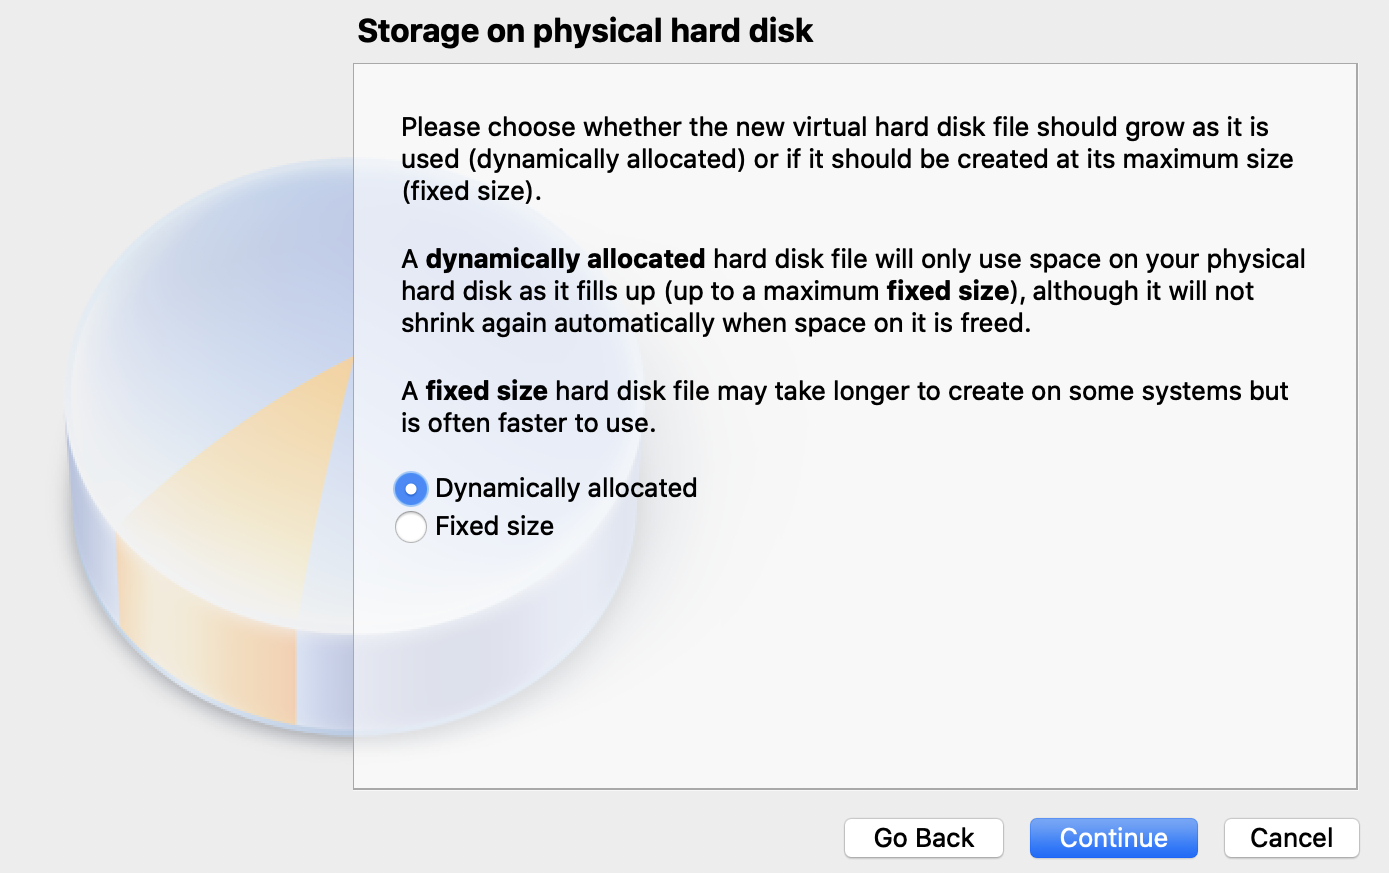 Storage on physical hard disk
Please choose whether the new virtual hard disk file should grow as it is
used (dynamically allocated) or if it should be created at its maximum size
(fixed size).
A dynamically allocated hard disk file will only use space on your physical
hard disk as it fills up (up to a maximum fixed size), although it will not
shrink again automatically when space on it is freed.
A fixed size hard disk file may take longer to create on some systems but
is often faster to use.
Dynamically allocated
Fixed size
Go Back Continue Cancel